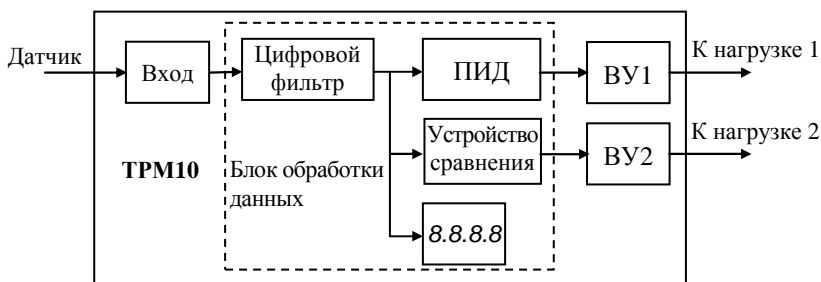 Датчик
Вход
Цифровой
фильтр
ПИД
ВУ1
К нагрузке 1
Устройство
сравнения
ВУ2
К нагрузке 2
ТРМ10
Блок обработки
данных
8.8.8.8